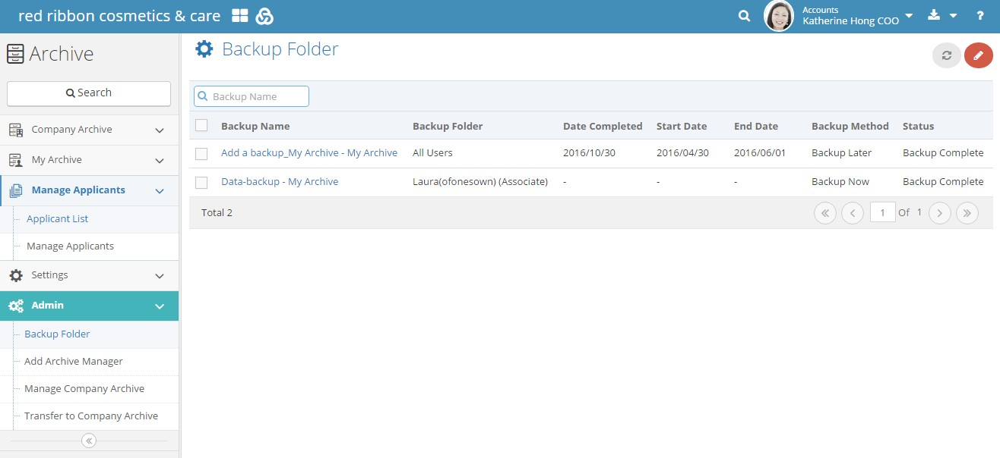 red ribbon cosmetics & care
Accounts
Katherine Hong COO
?
Archive
Search
Company Archive
My Archive
Manage Applicants
Applicant List
Manage Applicants
Settings
Admin
Backup Folder
Add Archive Manager
Manage Company Archive
Transfer to Company Archive
Backup Folder
Backup Name
Backup Name Backup Folder Date Completed Start Date End Date Backup Method Status
Add a backup_My Archive - My Archive All Users 2016/10/30 2016/04/30 2016/06/01 Backup Later Backup Complete
Data-backup - My Archive Laura(ofonesown) (Associate) - - - Backup Now Backup Complete
Total 2 1 Of 1